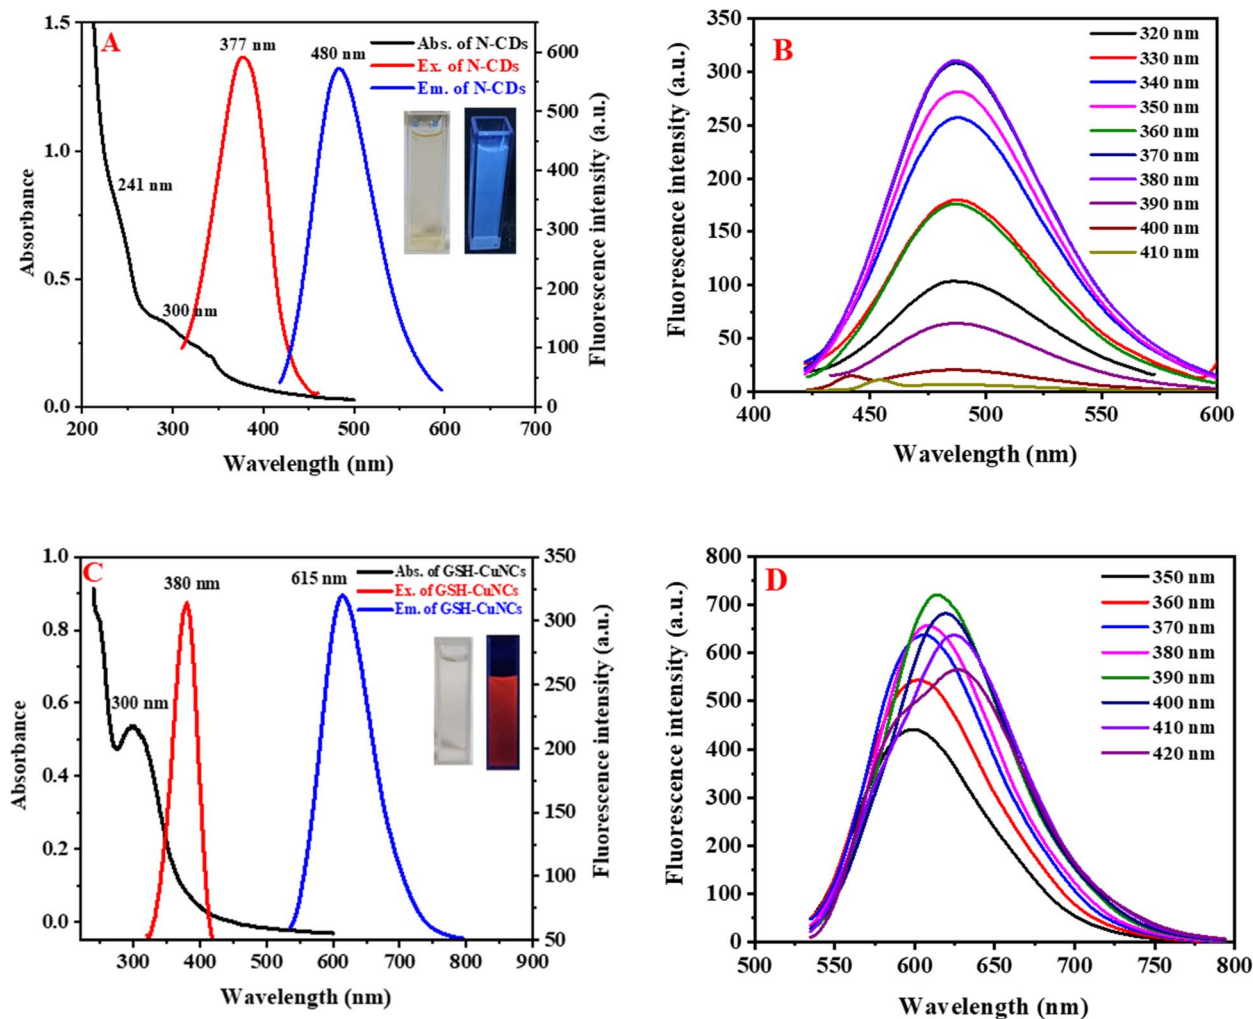 A
377 nm
480 nm
241 nm
300 nm
Abs. of N-CDs
Ex. of N-CDs
Em. of N-CDs
1.5
1.0
0.5
0.0
Absorbance
600
500
400
300
200
100
0
Fluorescence intensity (a.u.)
200 300 400 500 600 700
Wavelength (nm)
B
320 nm
330 nm
340 nm
350 nm
360 nm
370 nm
380 nm
390 nm
400 nm
410 nm
350
300
250
200
150
100
50
0
Fluorescence intensity (a.u.)
400 450 500 550 600
Wavelength (nm)
C
380 nm
615 nm
300 nm
Abs. of GSH-CuNCs
Ex. of GSH-CuNCs
Em. of GSH-CuNCs
1.0
0.8
0.6
0.4
0.2
0.0
Absorbance
350
300
250
200
150
100
50
Fluorescence intensity (a.u.)
300 400 500 600 700 800 900
Wavelength (nm)
D
350 nm
360 nm
370 nm
380 nm
390 nm
400 nm
410 nm
420 nm
800
700
600
500
400
300
200
100
0
Fluorescence intensity (a.u.)
500 550 600 650 700 750 800
Wavelength (nm)